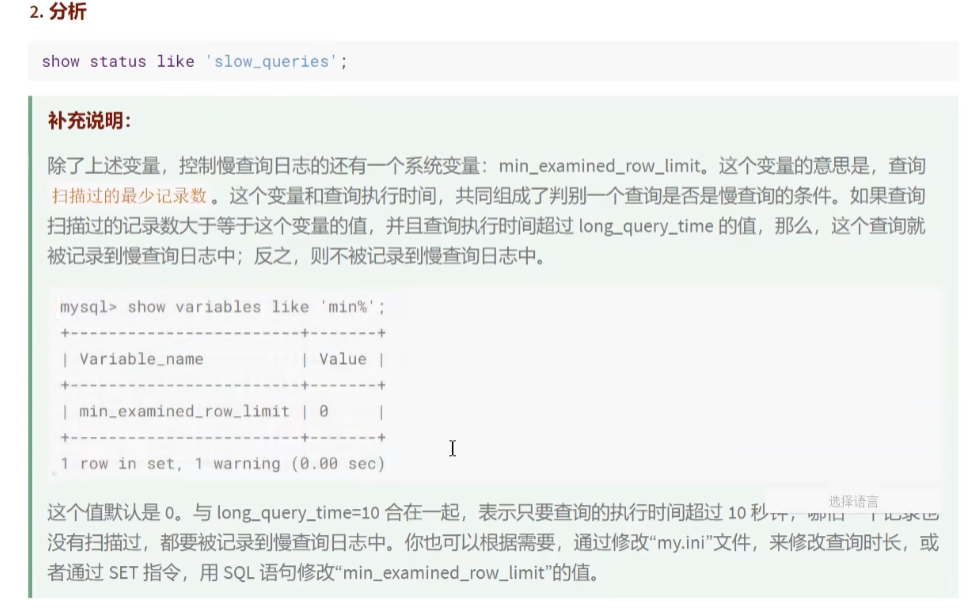 2. 分析
show status like 'slow_queries';
补充说明：
除了上述变量，控制慢查询日志的还有一个系统变量：min_examined_row_limit。这个变量的意思是，查询
扫描过的最少记录数。这个变量和查询执行时间，共同组成了判别一个查询是否是慢查询的条件。如果查询
扫描过的记录数大于等于这个变量的值，并且查询执行时间超过 long_query_time 的值，那么，这个查询就
被记录到慢查询日志中；反之，则不被记录到慢查询日志中。
mysql> show variables like 'min%';
+------------------------+-------+
| Variable_name          | Value |
+------------------------+-------+
| min_examined_row_limit | 0     |
+------------------------+-------+
1 row in set, 1 warning (0.00 sec)
选择语言
这个值默认是 0。与 long_query_time=10 合在一起，表示只要查询的执行时间超过 10 秒钟，哪怕一个记录也
没有扫描过，都要被记录到慢查询日志中。你也可以根据需要，通过修改“my.ini”文件，来修改查询时长，或
者通过 SET 指令，用 SQL 语句修改“min_examined_row_limit”的值。